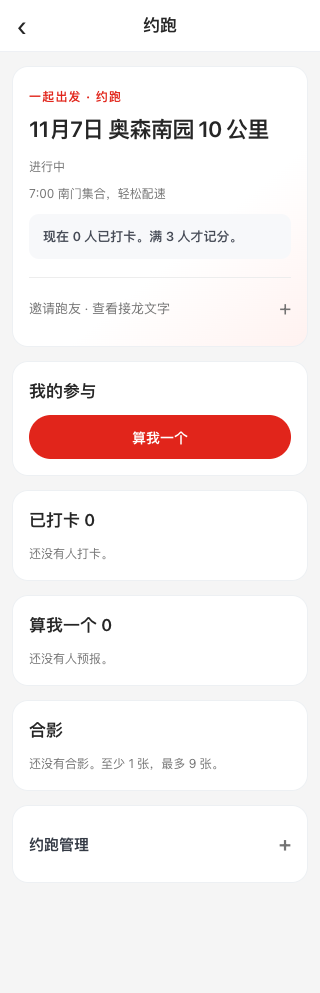 ‹ 约跑
一起出发 · 约跑
11月7日 奥森南园 10 公里
进行中
7:00 南门集合，轻松配速
现在 0 人已打卡。满 3 人才记分。
邀请跑友 · 查看接龙文字 +
我的参与
算我一个
已打卡 0
还没有人打卡。
算我一个 0
还没有人预报。
合影
还没有合影。至少 1 张，最多 9 张。
约跑管理 +